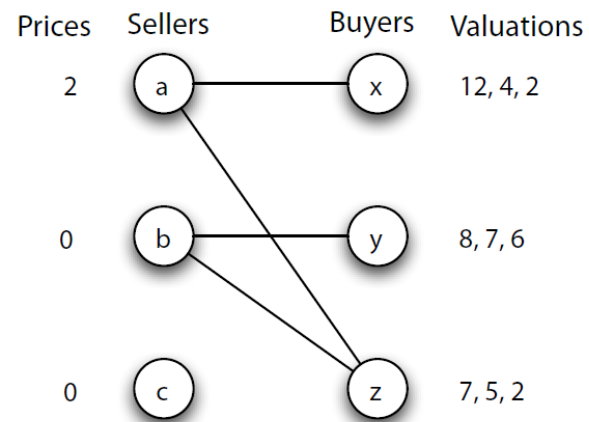 Prices Sellers Buyers Valuations
2 a x 12, 4, 2
0 b y 8, 7, 6
0 c z 7, 5, 2